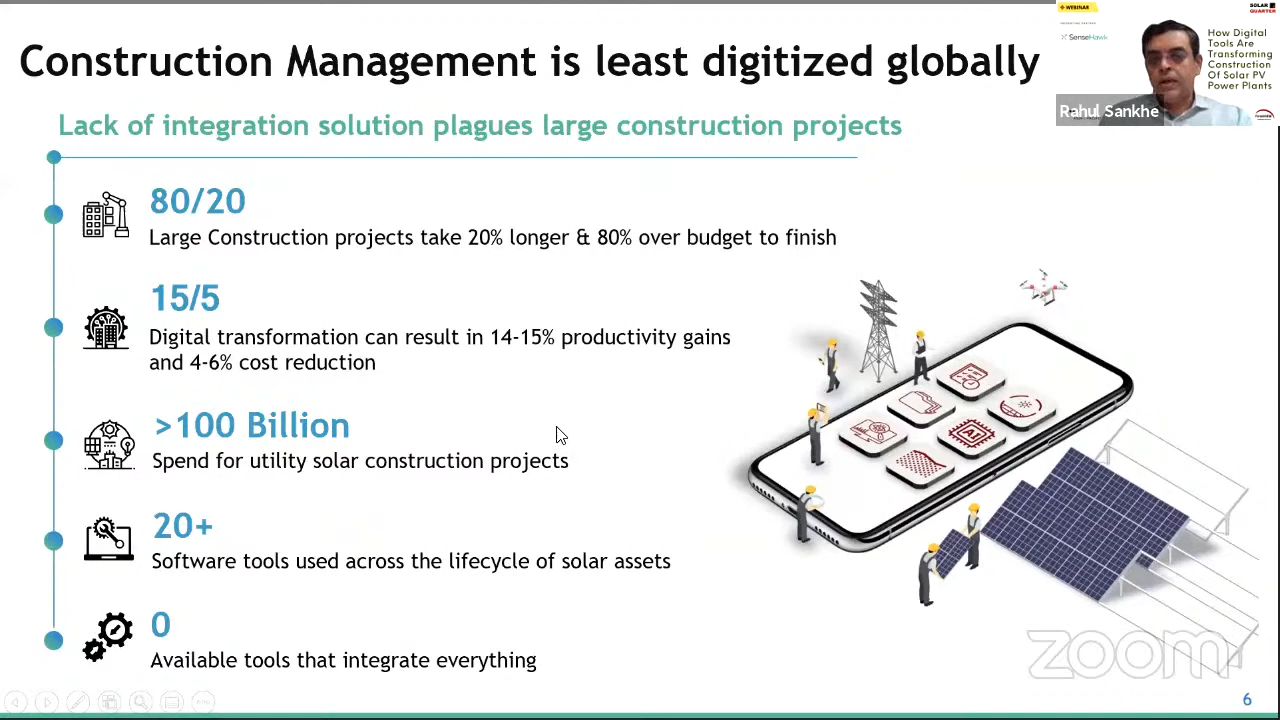 Construction Management is least digitized globally
Lack of integration solution plagues large construction projects
80/20
Large Construction projects take 20% longer & 80% over budget to finish
15/5
Digital transformation can result in 14-15% productivity gains
and 4-6% cost reduction
>100 Billion
Spend for utility solar construction projects
20+
Software tools used across the lifecycle of solar assets
0
Available tools that integrate everything
WEBINAR
SenseHawk
SOLAR
QUARTER
How Digital
Tools Are
Transforming
Construction
Of Solar PV
Power Plants
Rahul Sankhe
AI
zoom
6